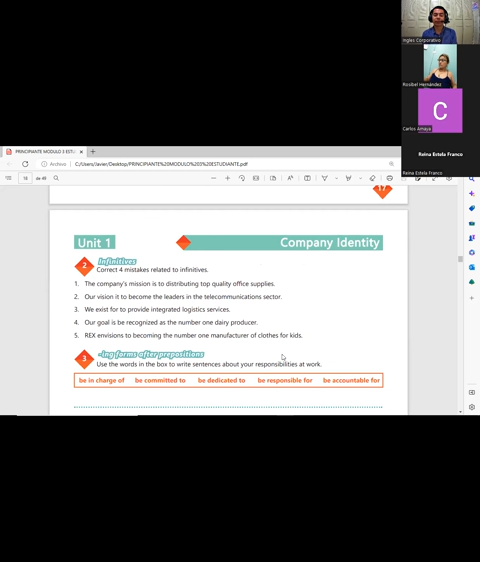 Ingles Corporativo
Rosibel Hernández
C
Carlos Amaya
Reina Estela Franco
Reina Estela Franco
PRINCIPIANTE MODULO 3 ESTU
Archivo
C:/Users/Javier/Desktop/PRINCIPIANTE%20MODULO%203%20ESTUDIANTE.pdf
18
de 49
17
Unit 1
Company Identity
2
Infinitives
Correct 4 mistakes related to infinitives.
1. The company's mission is to distributing top quality office supplies.
2. Our vision it to become the leaders in the telecommunications sector.
3. We exist for to provide integrated logistics services.
4. Our goal is be recognized as the number one dairy producer.
5. REX envisions to becoming the number one manufacturer of clothes for kids.
3
-ing forms after prepositions
Use the words in the box to write sentences about your responsibilities at work.
be in charge of be committed to be dedicated to be responsible for be accountable for